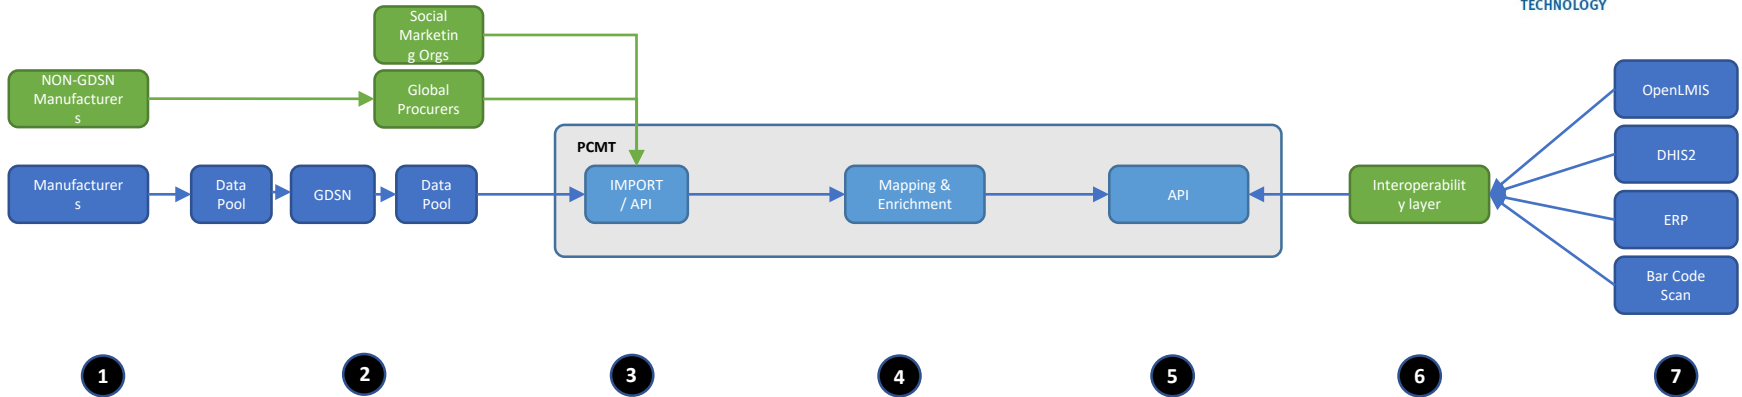 TECHNOLOGY
Social
Marketin
g Orgs
NON-GDSN
Manufacturer
s
Global
Procurers
OpenLMIS
PCMT
DHIS2
Manufacturer
s
Data
Pool
GDSN
Data
Pool
IMPORT
/ API
Mapping &
Enrichment
API
Interoperabilit
y layer
ERP
Bar Code
Scan
1
2
3
4
5
6
7